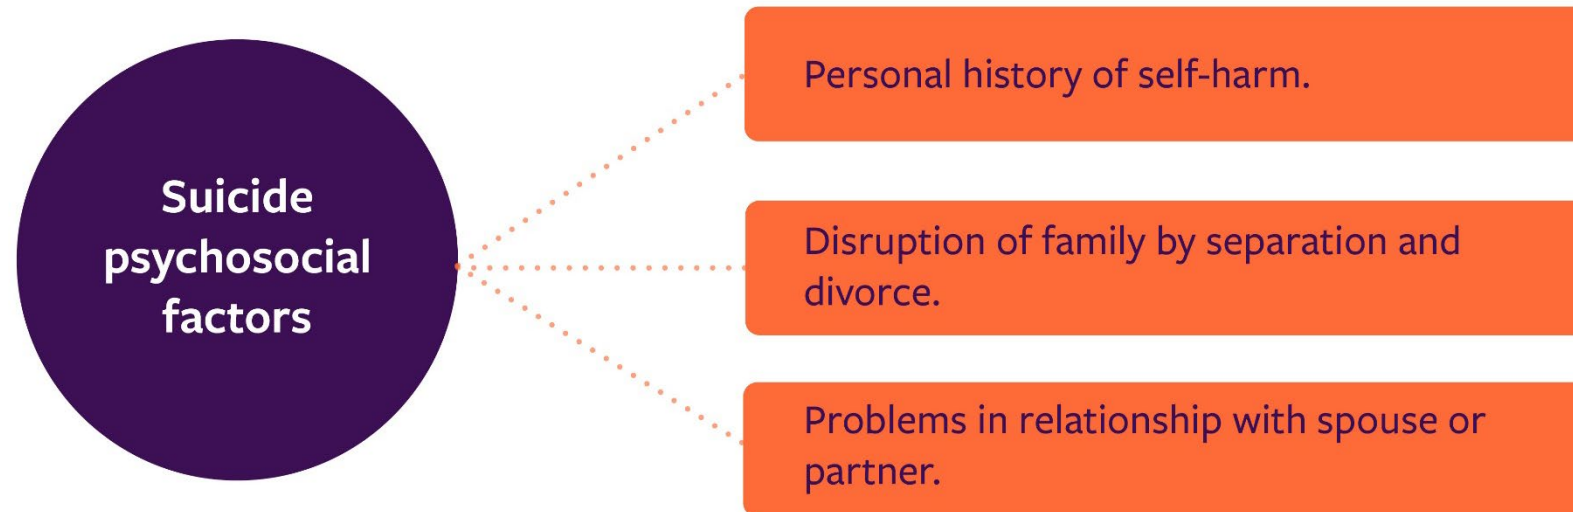 Suicide
psychosocial
factors
Personal history of self-harm.
Disruption of family by separation and
divorce.
Problems in relationship with spouse or
partner.